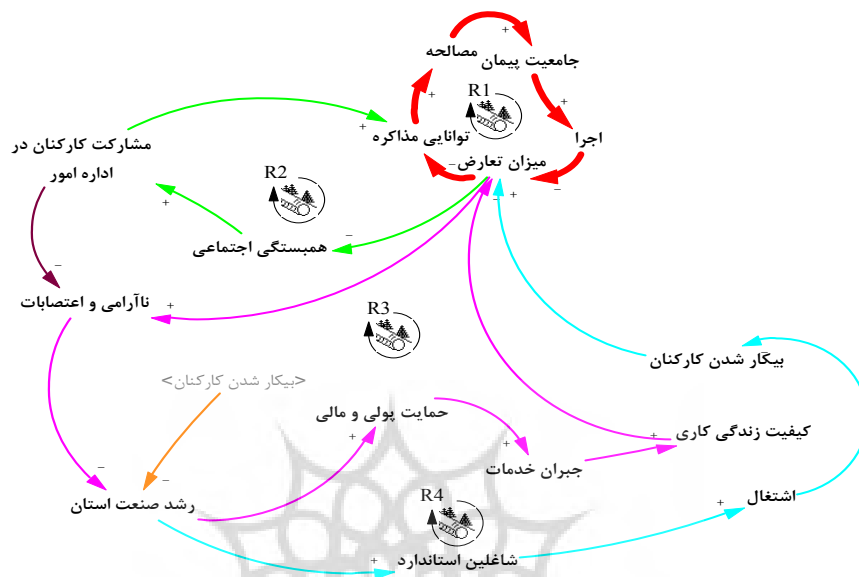 مصالحه
جامعیت پیمان
R1
اجرا
توانایی مذاکره
میزان تعارض
مشارکت کارکنان در
اداره امور
R2
همبستگی اجتماعی
ناآرامی و اعتصابات
R3
بیکار شدن کارکنان
<بیکار شدن کارکنان>
حمایت پولی و مالی
کیفیت زندگی کاری
جبران خدمات
اشتغال
رشد صنعت استان
R4
شاغلین استاندارد